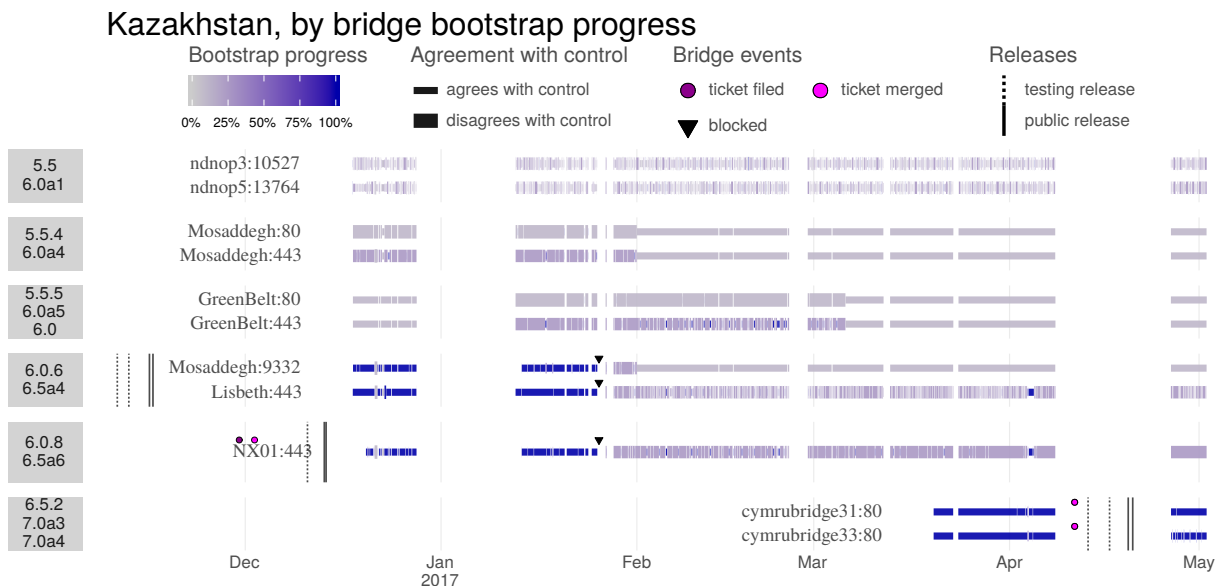 Kazakhstan, by bridge bootstrap progress
Bootstrap progress
0% 25% 50% 75% 100%
Agreement with control
agrees with control
disagrees with control
Bridge events
ticket filed
ticket merged
blocked
Releases
testing release
public release
5.5
6.0a1
ndnop3:10527
ndnop5:13764
5.5.4
6.0a4
Mosaddegh:80
Mosaddegh:443
5.5.5
6.0a5
6.0
GreenBelt:80
GreenBelt:443
6.0.6
6.5a4
Mosaddegh:9332
Lisbeth:443
6.0.8
6.5a6
NX01:443
6.5.2
7.0a3
7.0a4
cymrubridge31:80
cymrubridge33:80
Dec Jan Feb Mar Apr May
2017